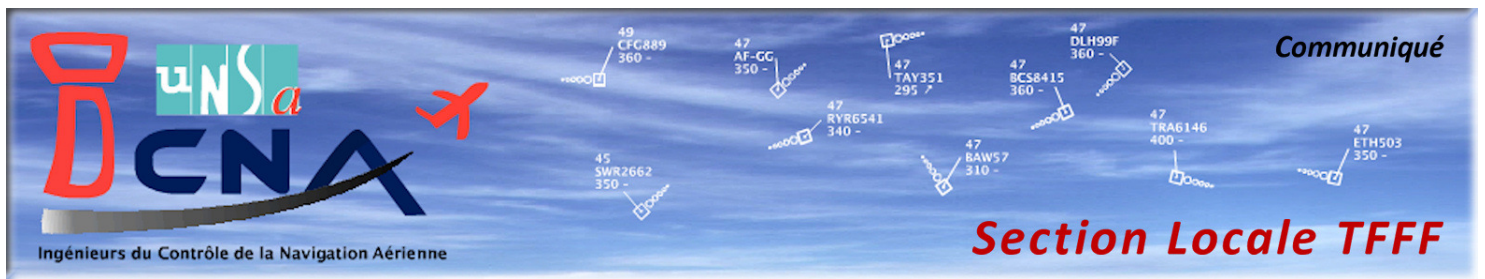 Communiqué
UNSa
ICNA
Ingénieurs du Contrôle de la Navigation Aérienne
49
CFG889
360 -
47
AF-GG
350 -
47
TAY351
295 ↗
47
BCS8415
360 -
47
DLH99F
360 -
47
RYR6541
340 -
45
SWR2662
350 -
47
BAW57
310 -
47
TRA6146
400 -
47
ETH503
350 -
Section Locale TFFF